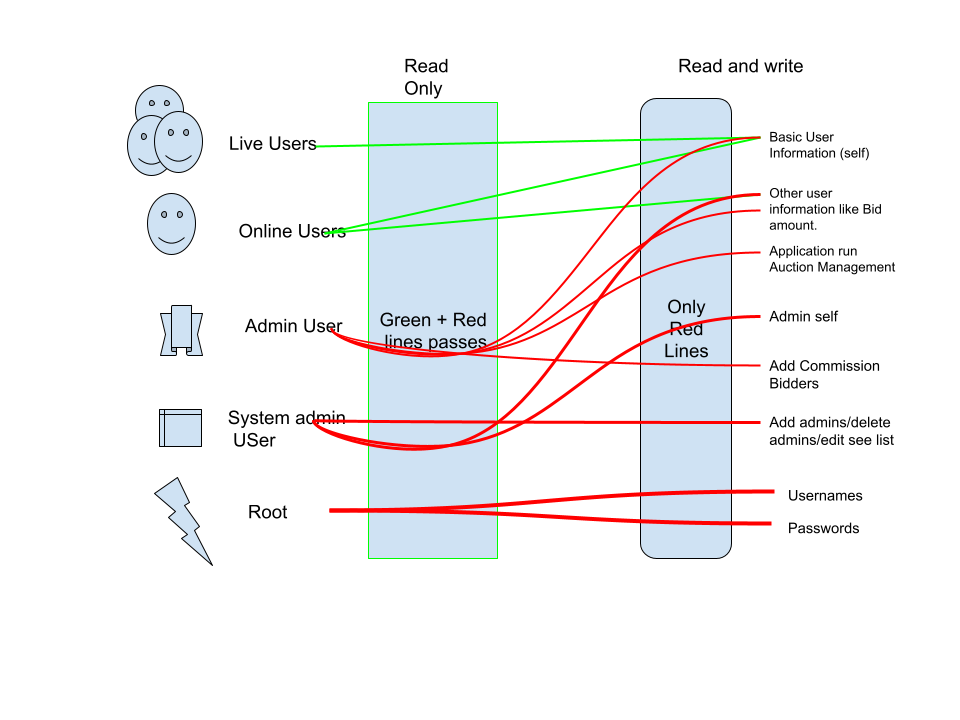 Read
Only
Read and write
Live Users
Online Users
Admin User
System admin
USer
Root
Green + Red
lines passes
Only
Red
Lines
Basic User
Information (self)
Other user
information like Bid
amount.
Application run
Auction Management
Admin self
Add Commission
Bidders
Add admins/delete
admins/edit see list
Usernames
Passwords